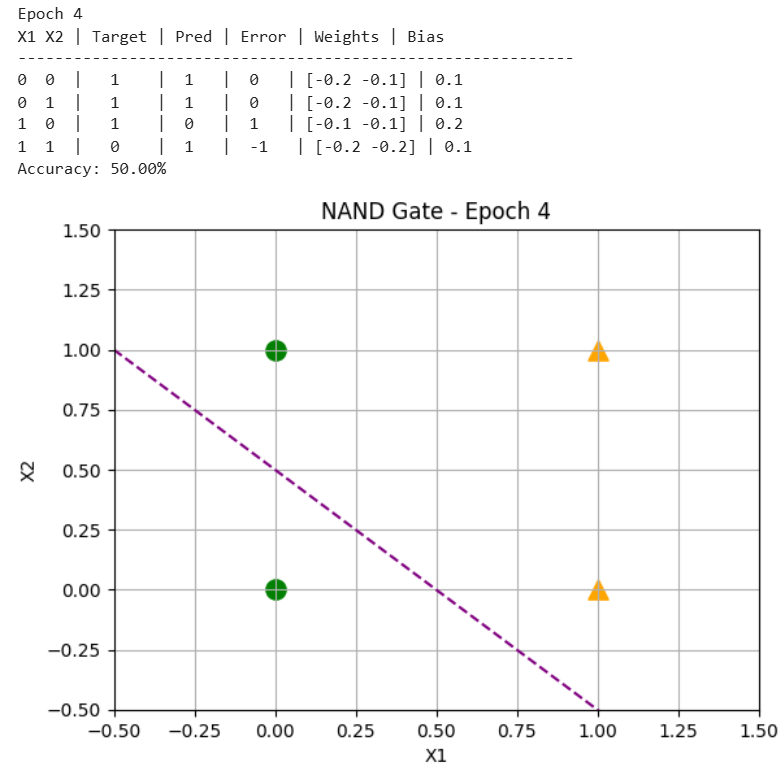 Epoch 4
X1 X2 | Target | Pred | Error | Weights | Bias
------------------------------------------------------------
0  0  |   1    |  1   |  0   | [-0.2 -0.1] | 0.1
0  1  |   1    |  1   |  0   | [-0.2 -0.1] | 0.1
1  0  |   1    |  0   |  1   | [-0.1 -0.1] | 0.2
1  1  |   0    |  1   |  -1   | [-0.2 -0.2] | 0.1
Accuracy: 50.00%
NAND Gate - Epoch 4
1.50
1.25
1.00
0.75
0.50
0.25
0.00
−0.25
−0.50
X2
−0.50 −0.25 0.00 0.25 0.50 0.75 1.00 1.25 1.50
X1